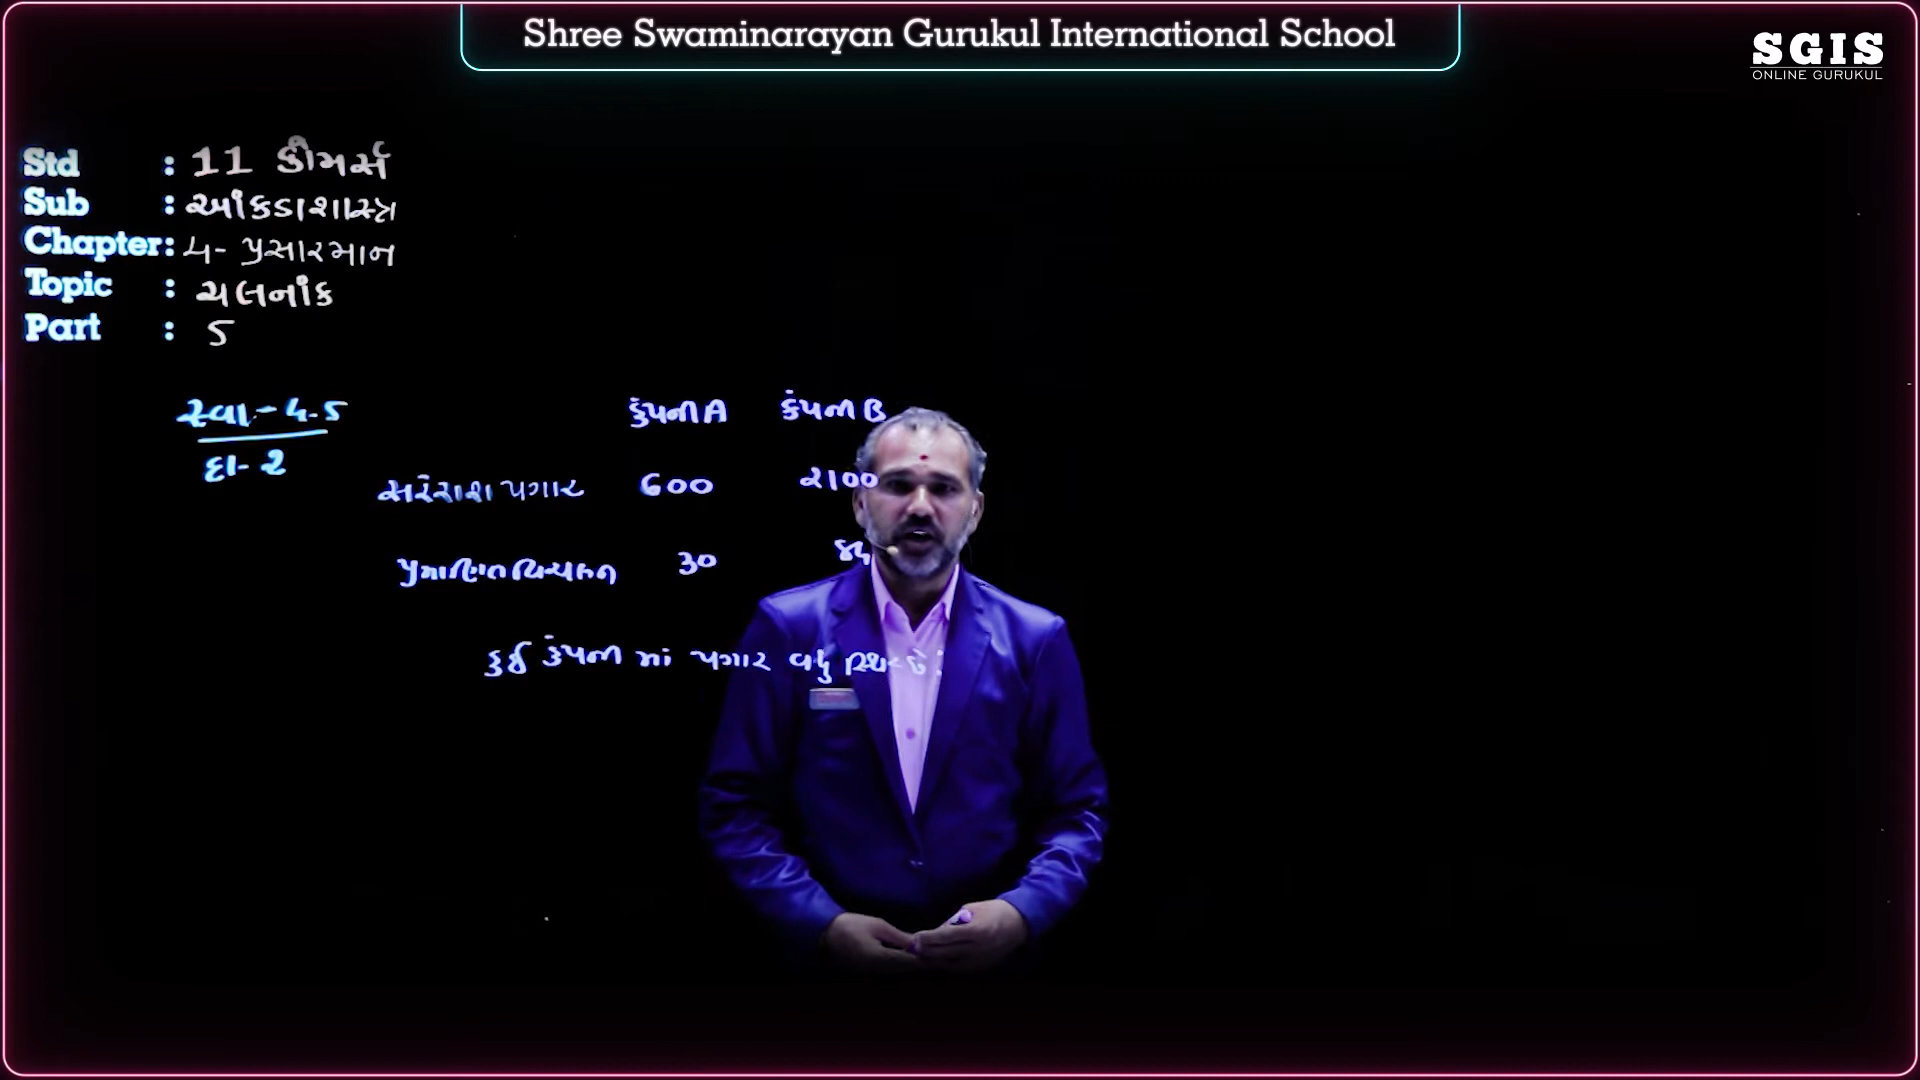 Shree Swaminarayan Gurukul International School
SGIS
ONLINE GURUKUL
Std : 11 કોમર્સ
Sub : આંકડાશાસ્ત્ર
Chapter: 4- પ્રસારમાન
Topic : ચલનાંક
Part : 5
સ્વા.- 4.5
દા- 2
કંપની A કંપની B
સરેરાશ પગાર 600 2100
પ્રમાણિત વિચલન 30
કઈ કંપની માં પગાર વધુ સ્થિર છે?